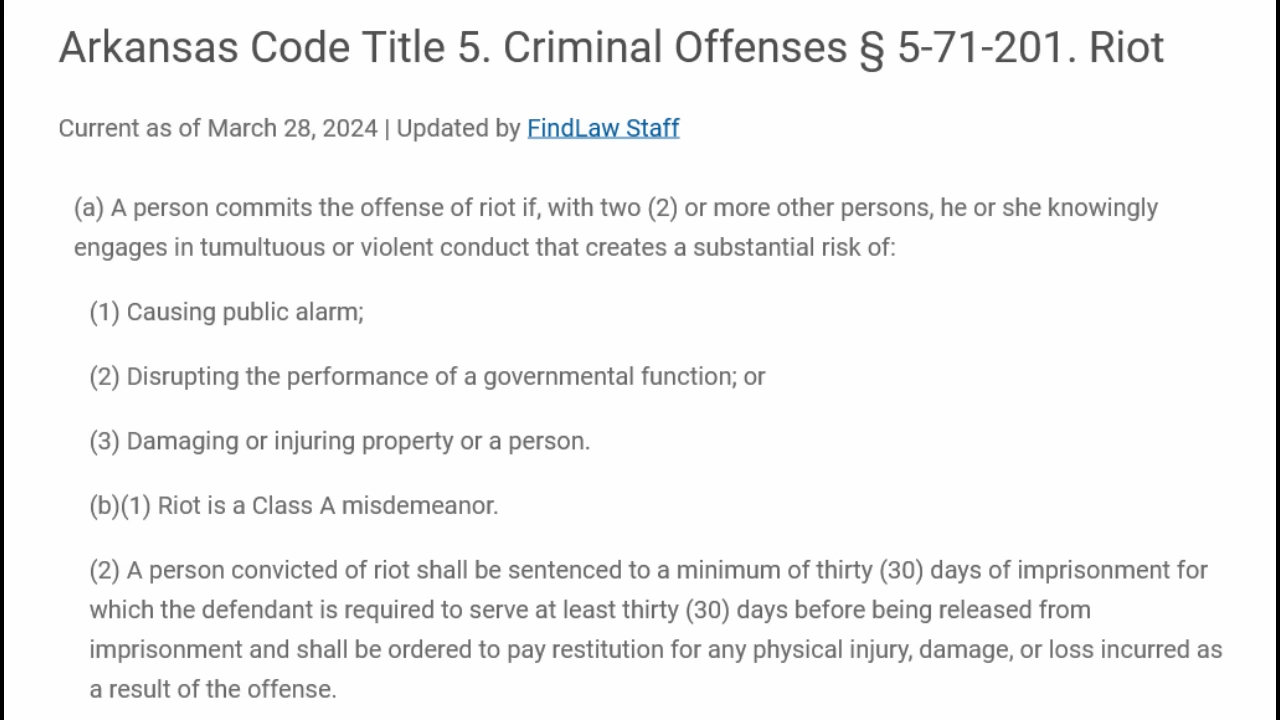 Arkansas Code Title 5. Criminal Offenses § 5-71-201. Riot
Current as of March 28, 2024 | Updated by FindLaw Staff
(a) A person commits the offense of riot if, with two (2) or more other persons, he or she knowingly
engages in tumultuous or violent conduct that creates a substantial risk of:
(1) Causing public alarm;
(2) Disrupting the performance of a governmental function; or
(3) Damaging or injuring property or a person.
(b)(1) Riot is a Class A misdemeanor.
(2) A person convicted of riot shall be sentenced to a minimum of thirty (30) days of imprisonment for
which the defendant is required to serve at least thirty (30) days before being released from
imprisonment and shall be ordered to pay restitution for any physical injury, damage, or loss incurred as
a result of the offense.